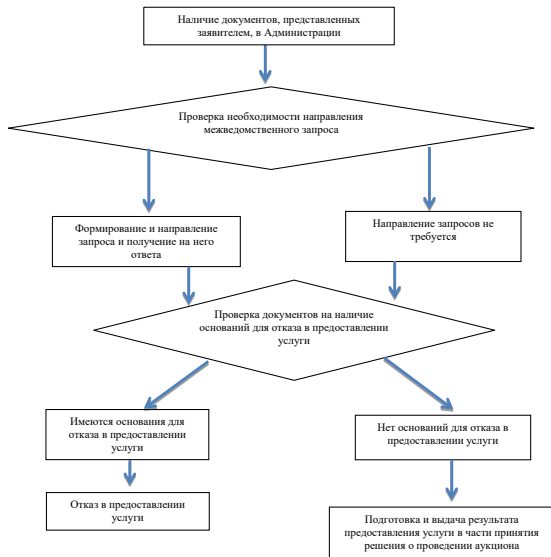 Наличие документов, представленных
заявителем, в Администрации
Проверка необходимости направления
межведомственного запроса
Формирование и направление
запроса и получение на него
ответа
Направление запросов не
требуется
Проверка документов на наличие
оснований для отказа в предоставлении
услуги
Имеются основания для
отказа в предоставлении
услуги
Нет оснований для отказа в
предоставлении услуги
Отказ в предоставлении
услуги
Подготовка и выдача результата
предоставления услуги в части принятия
решения о проведении аукциона